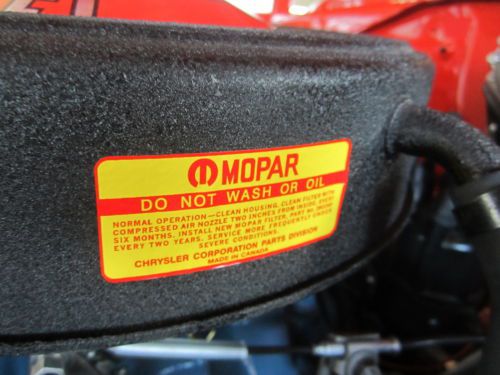 MOPAR
DO NOT WASH OR OIL
NORMAL OPERATION—CLEAN HOUSING, CLEAN FILTER WITH
COMPRESSED AIR NOZZLE TWO INCHES FROM INSIDE, EVERY
SIX MONTHS. INSTALL NEW MOPAR FILTER, PART NO.
EVERY TWO YEARS. SERVICE MORE FREQUENTLY UNDER
SEVERE CONDITIONS.
CHRYSLER CORPORATION PARTS DIVISION
MADE IN CANADA